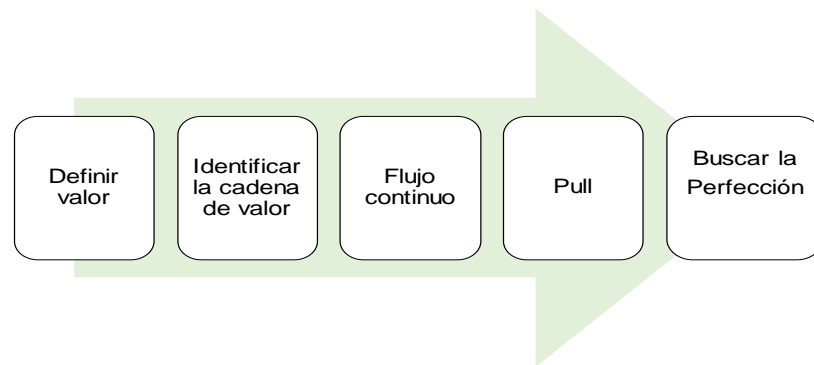 Definir
valor
Identificar
la cadena
de valor
Flujo
continuo
Pull
Buscar la
Perfección